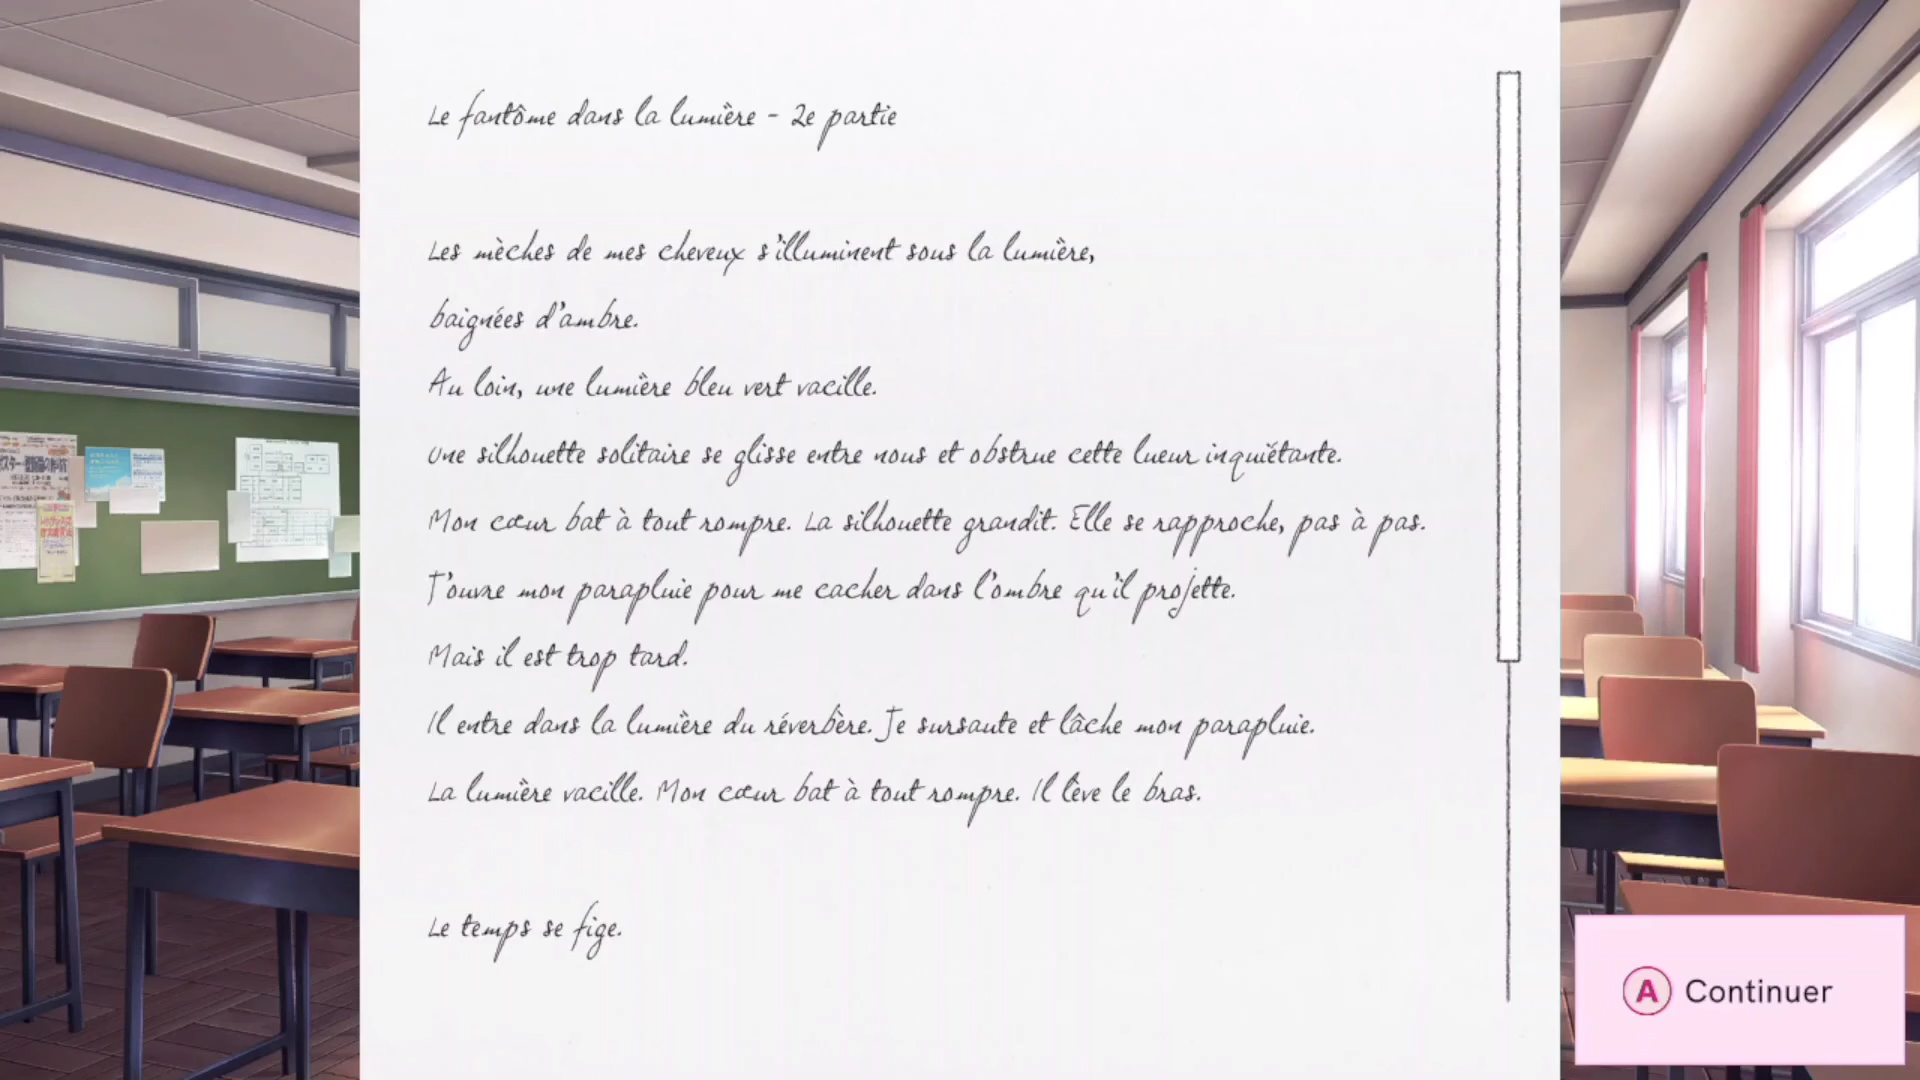 Le fantôme dans la lumière - 2e partie
Les mèches de mes cheveux s'illuminent sous la lumière,
baignées d'ambre.
Au loin, une lumière bleu vert vacille.
Une silhouette solitaire se glisse entre nous et obstrue cette lueur inquiétante.
Mon cœur bat à tout rompre. La silhouette grandit. Elle se rapproche, pas à pas.
J'ouvre mon parapluie pour me cacher dans l'ombre qu'il projette.
Mais il est trop tard.
Il entre dans la lumière du réverbère. Je sursaute et lâche mon parapluie.
La lumière vacille. Mon cœur bat à tout rompre. Il lève le bras.
Le temps se fige.
A Continuer